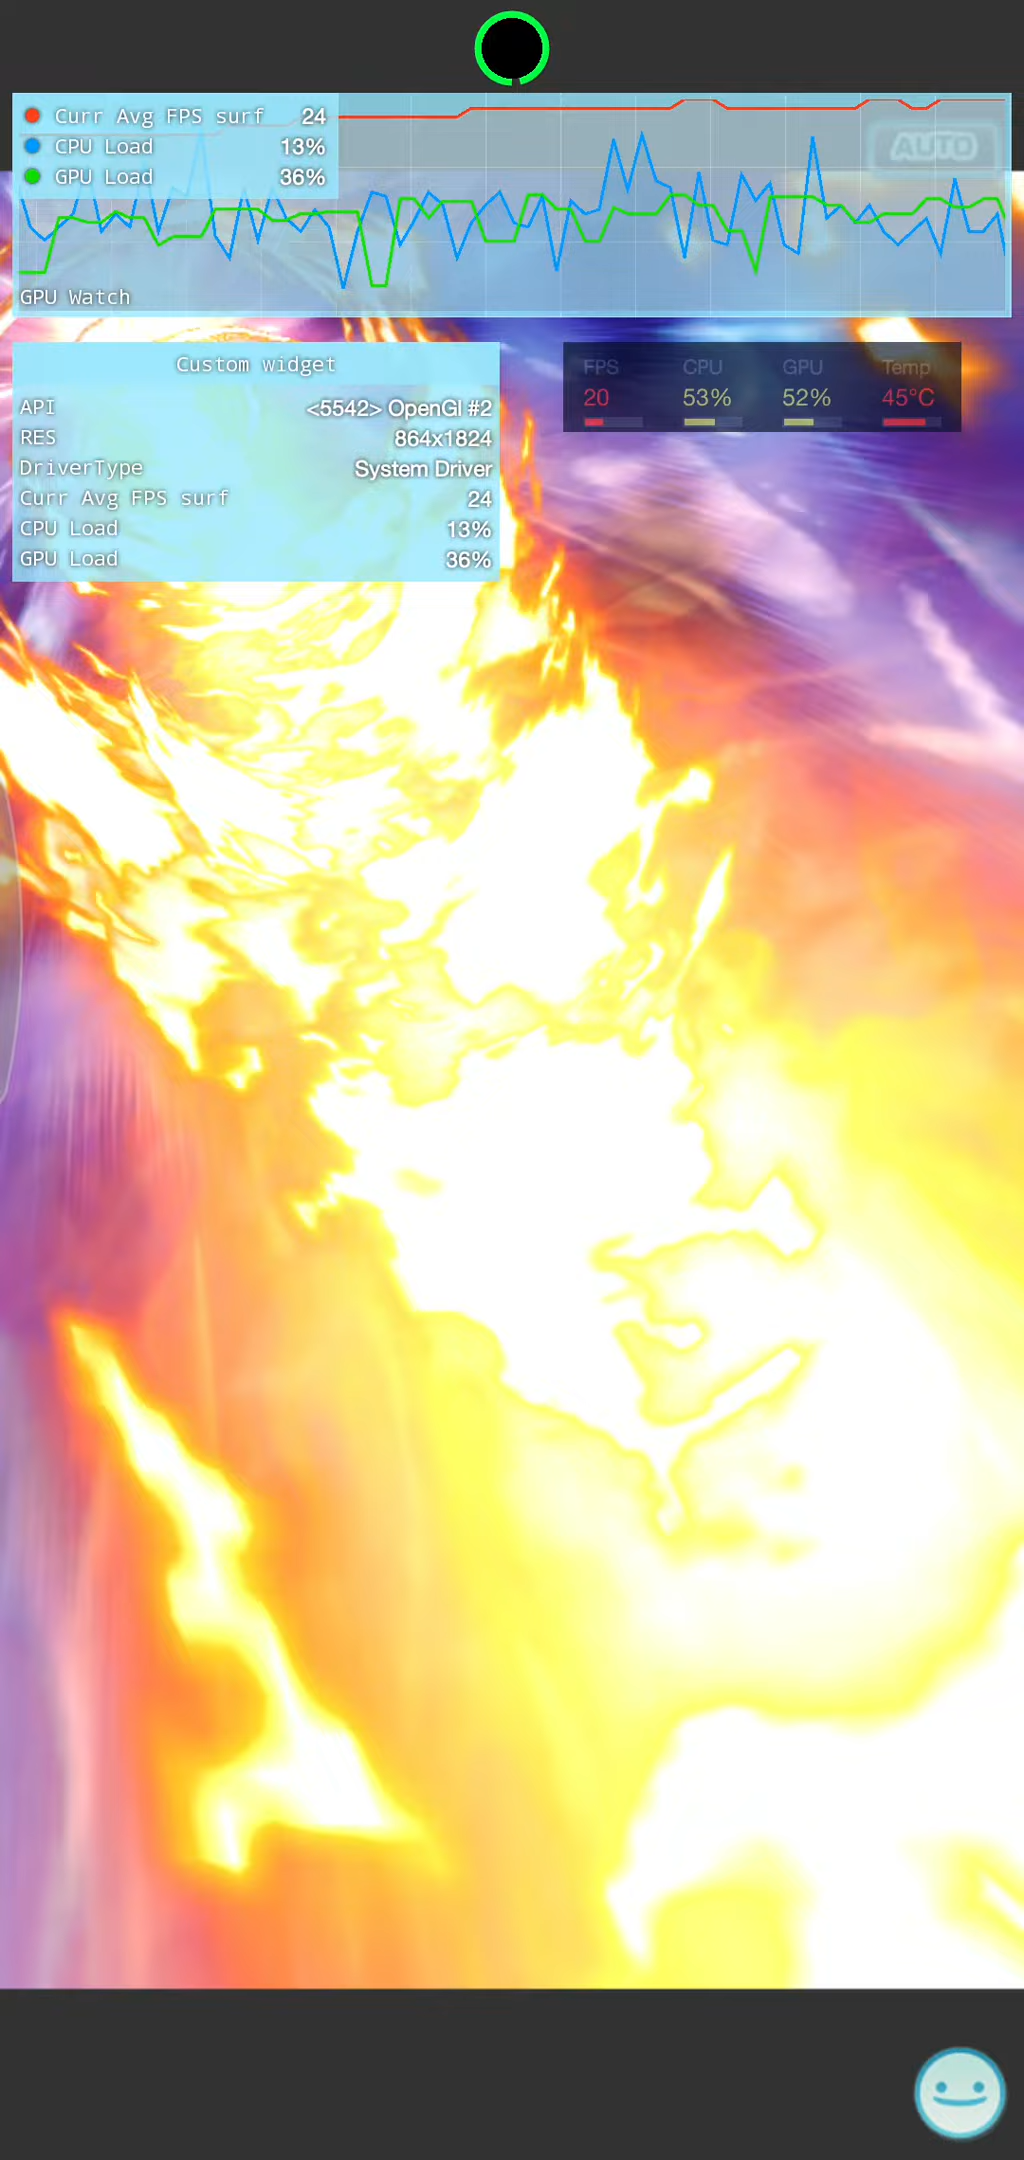 Curr Avg FPS surf 24
CPU Load 13%
GPU Load 36%
AUTO
GPU Watch
Custom widget
API <5542> OpenGl #2
RES 864x1824
DriverType System Driver
Curr Avg FPS surf 24
CPU Load 13%
GPU Load 36%
FPS CPU GPU Temp
20 53% 52% 45°C